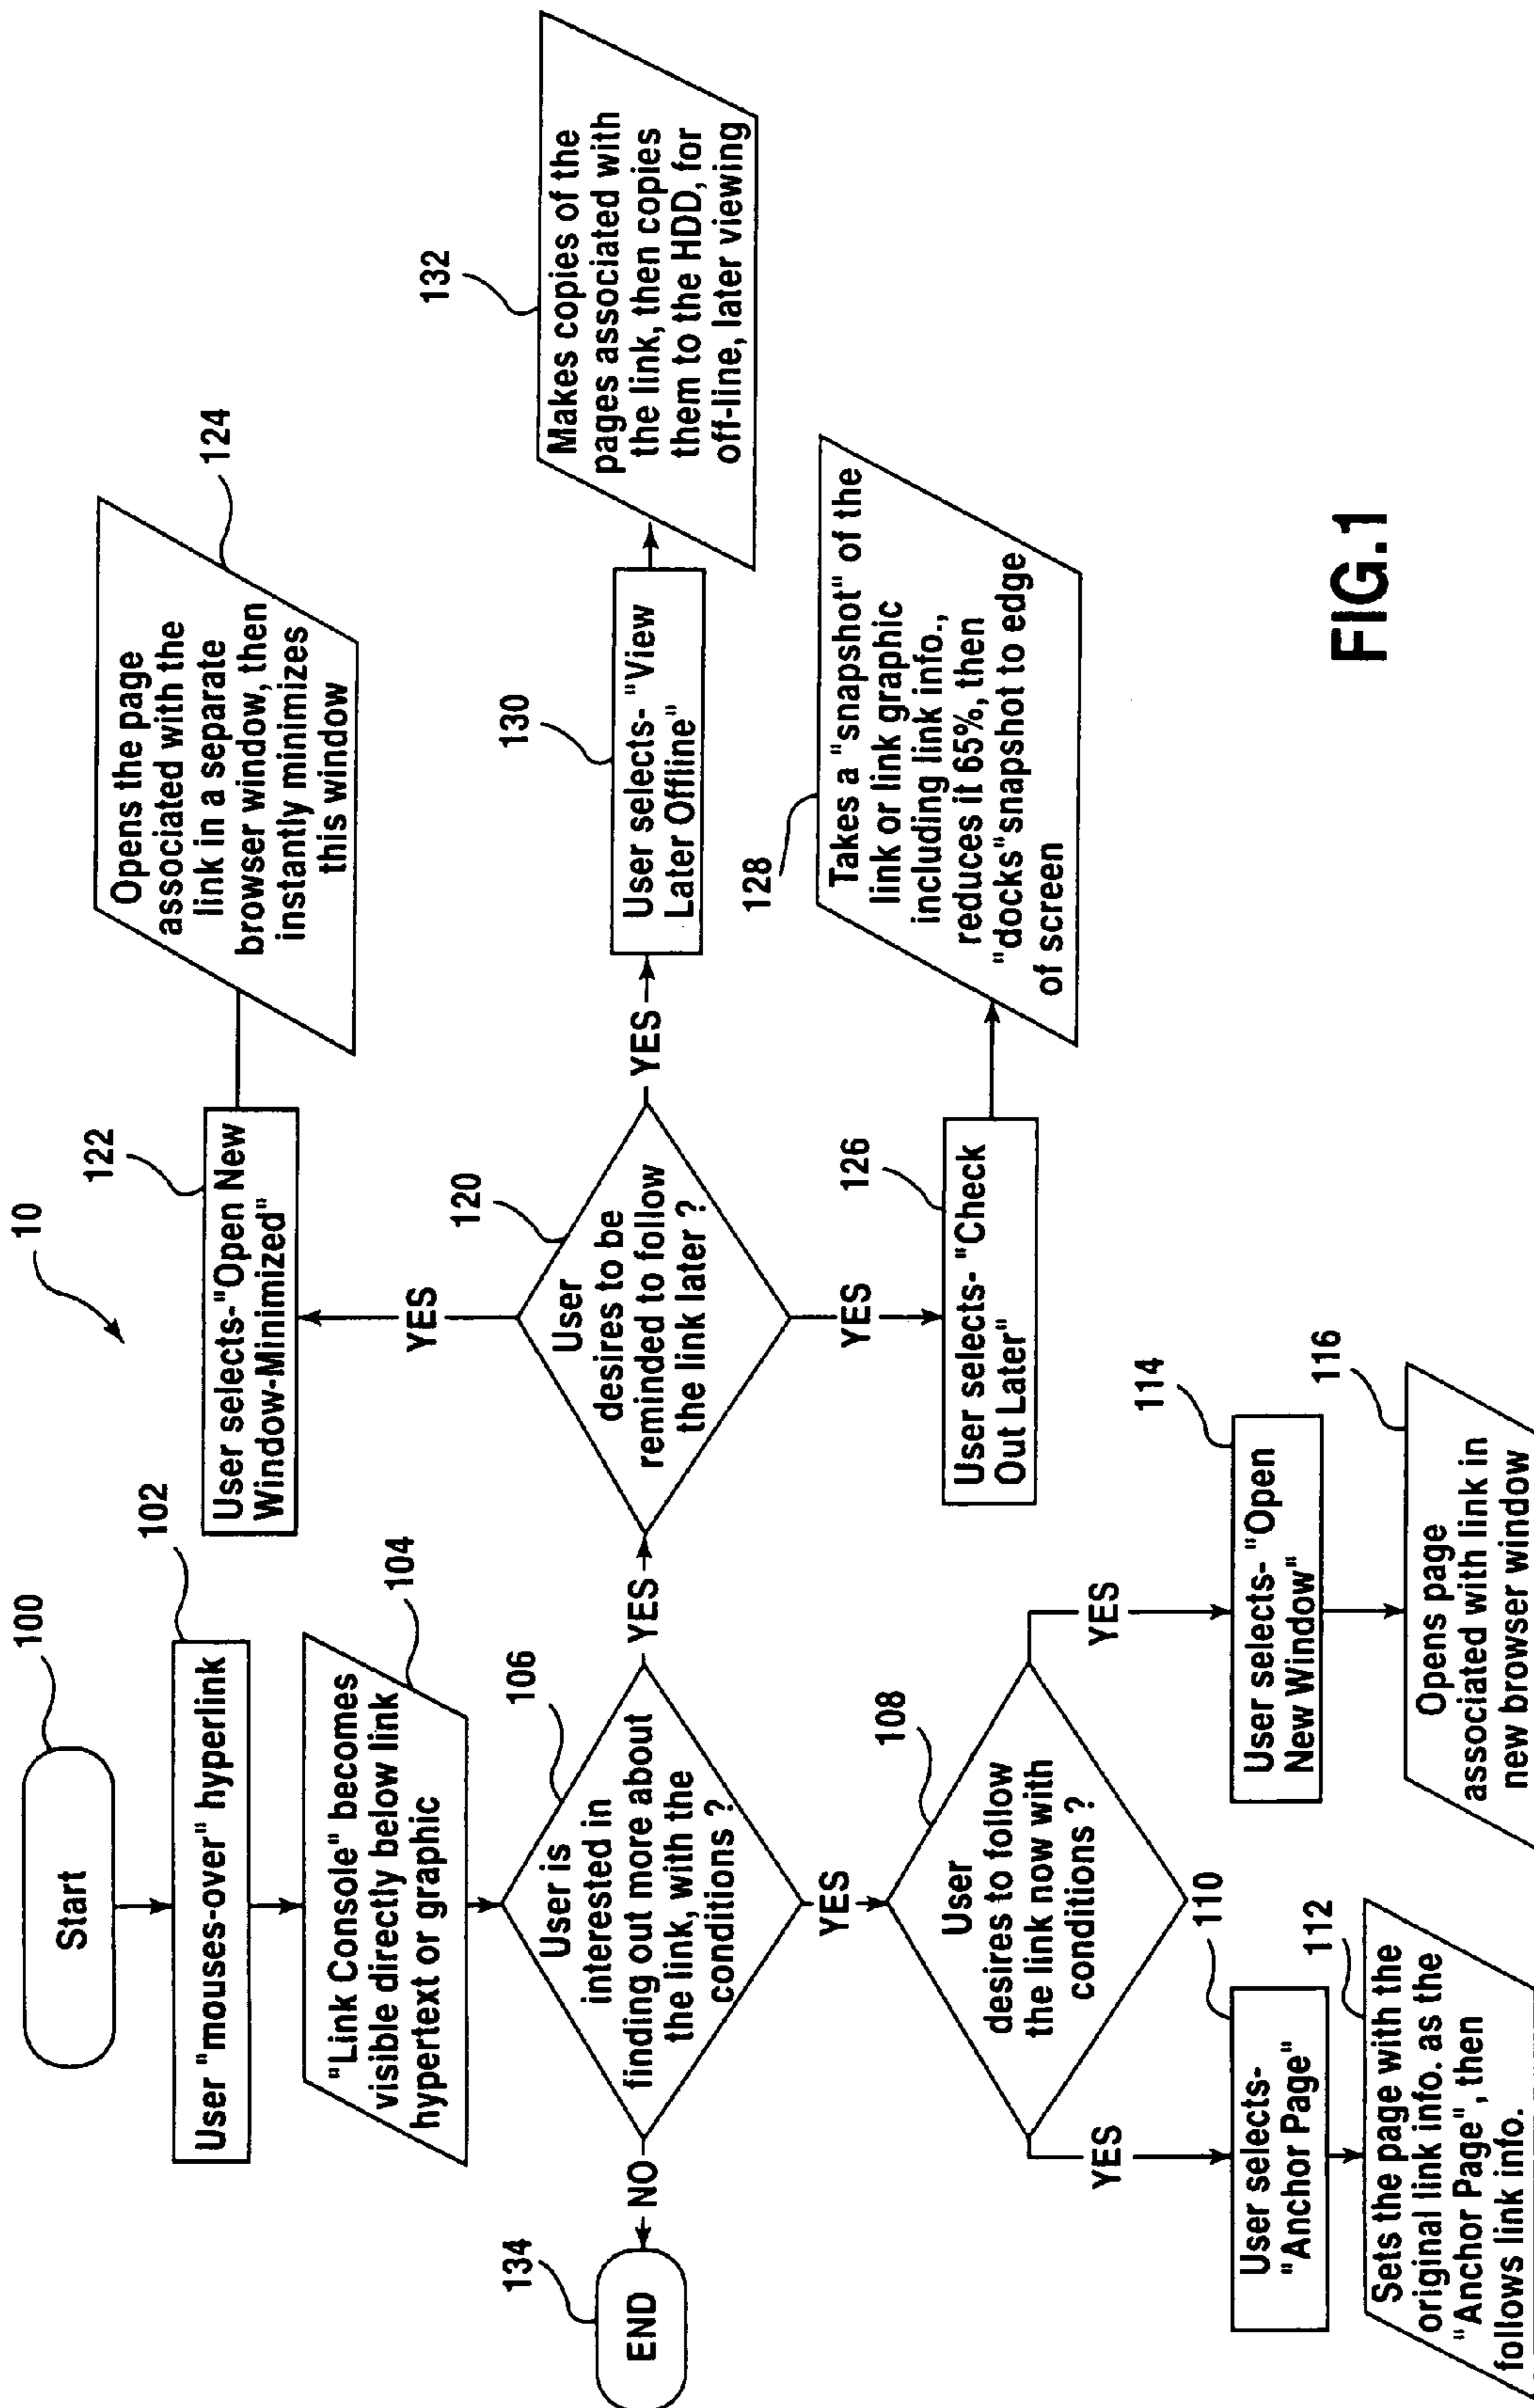 10
100
Start
102
User "mouses-over" hyperlink
104
"Link Console" becomes
visible directly below link
hypertext or graphic
106
User is
interested in
finding out more about
the link, with the
conditions ?
NO
134
END
YES
108
User
desires to follow
the link now with
conditions ?
YES
110
User selects-
"Anchor Page"
112
Sets the page with the
original link info. as the
"Anchor Page", then
follows link info.
YES
114
User selects- "Open
New Window"
116
Opens page
associated with link in
new browser window
YES
120
User
desires to be
reminded to follow
the link later ?
YES
122
User selects-"Open New
Window-Minimized"
124
Opens the page
associated with the
link in a separate
browser window, then
instantly minimizes
this window
YES
130
User selects- "View
Later Offline"
132
Makes copies of the
pages associated with
the link, then copies
them to the HDD, for
off-line, later viewing
YES
126
User selects- "Check
Out Later"
128
Takes a "snapshot" of the
link or link graphic
including link info.,
reduces it 65%, then
"docks"snapshot to edge
of screen
FIG.1